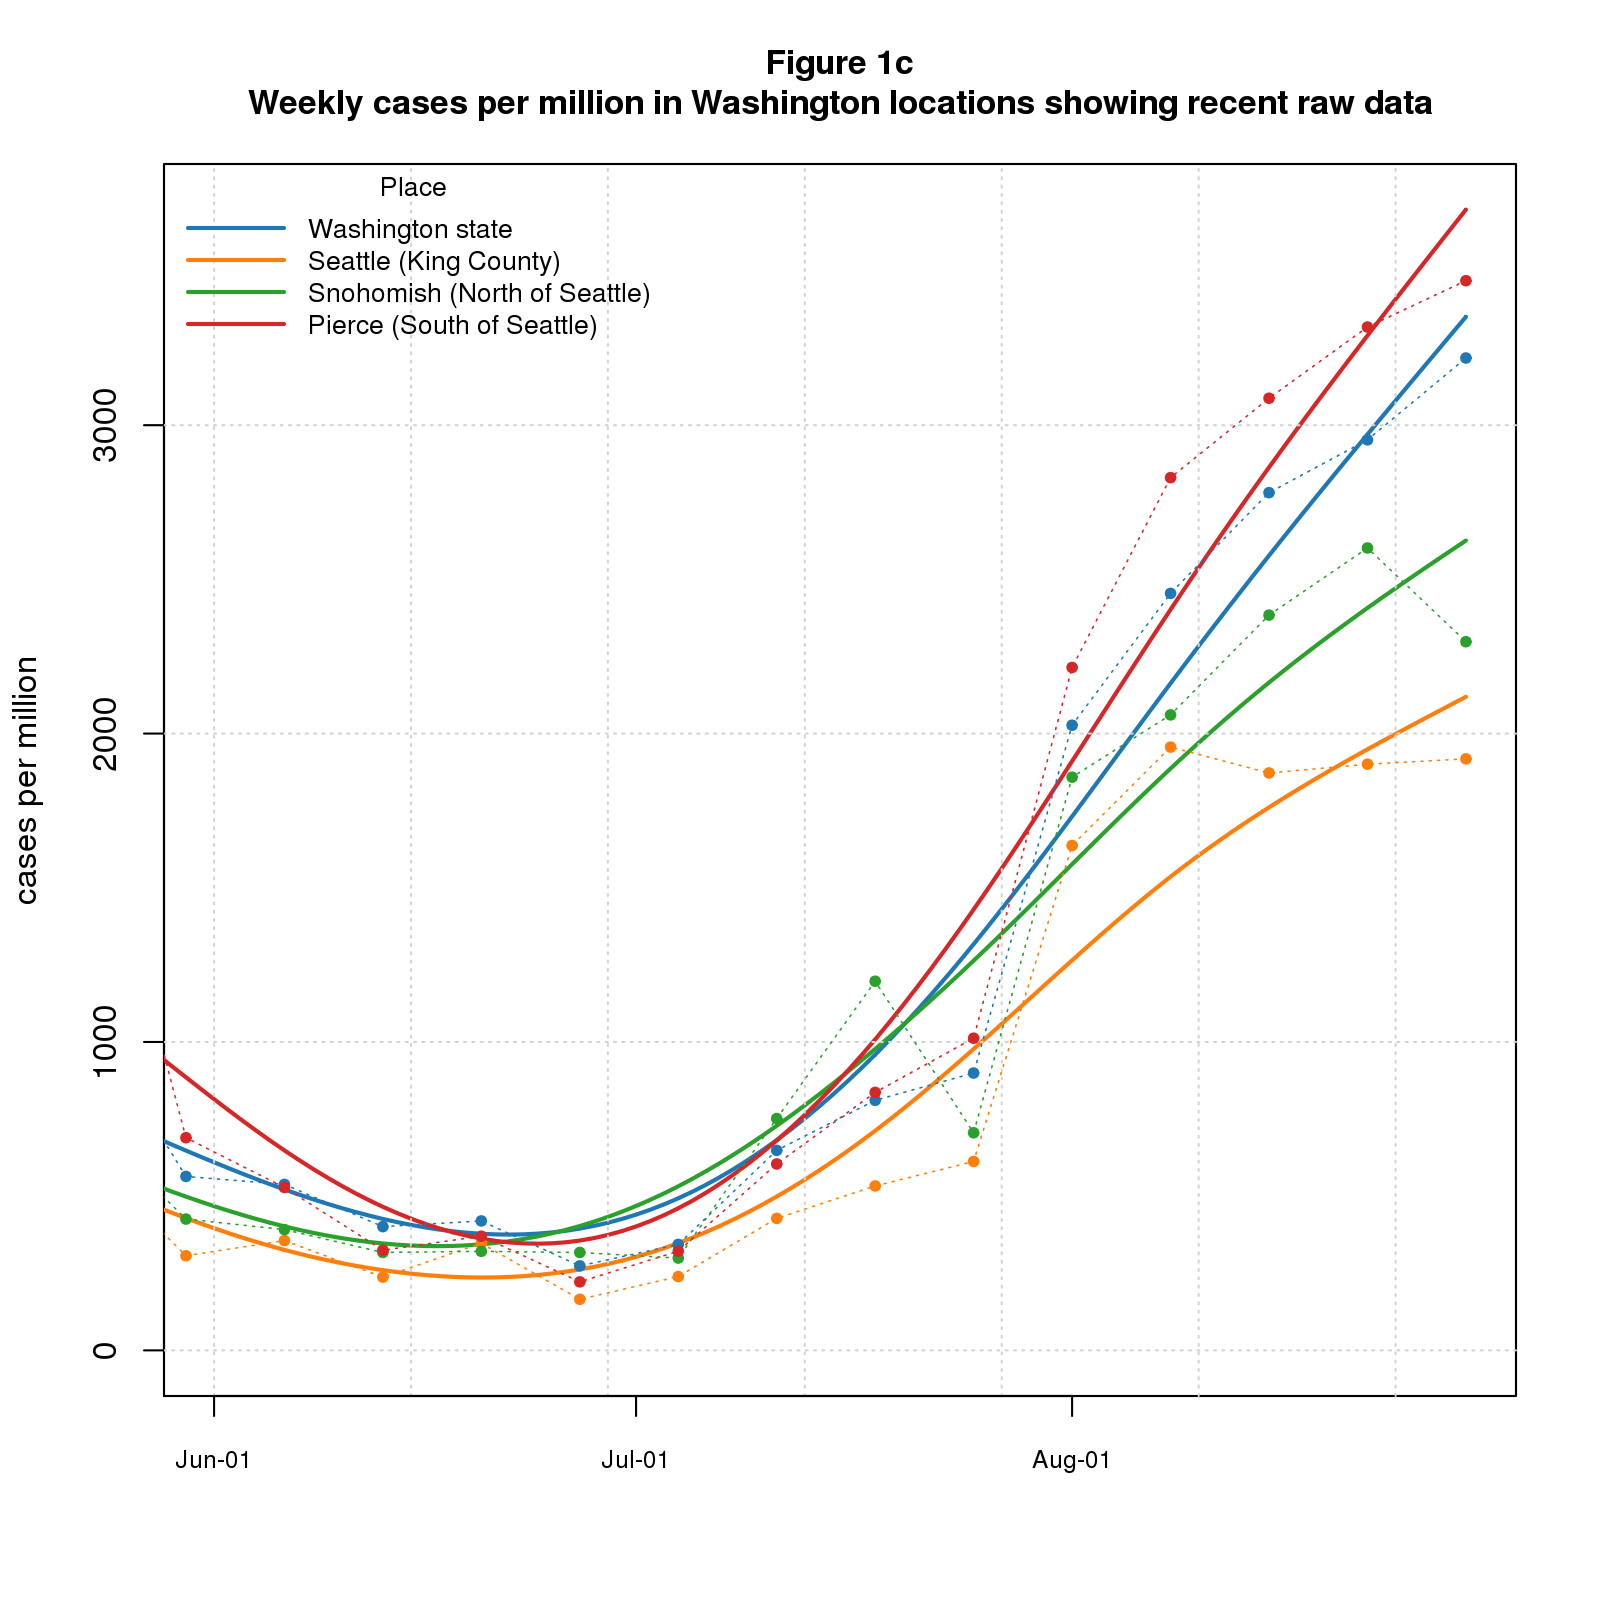 Figure 1c
Weekly cases per million in Washington locations showing recent raw data
Place
Washington state
Seattle (King County)
Snohomish (North of Seattle)
Pierce (South of Seattle)
cases per million
3000
2000
1000
0
Jun-01
Jul-01
Aug-01